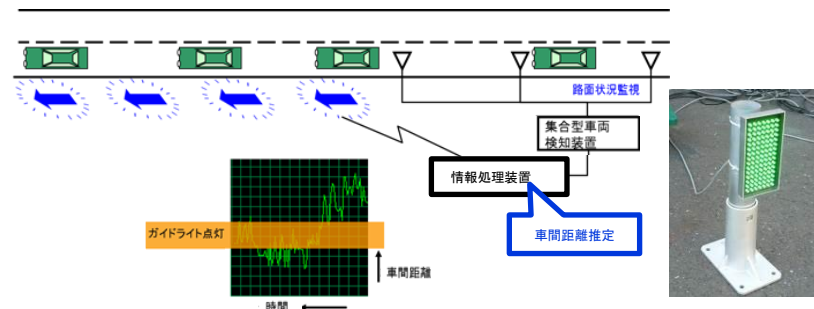 路面状況監視
集合型車両
検知装置
情報処理装置
車間距離推定
ガイドライト点灯
車間距離
時間